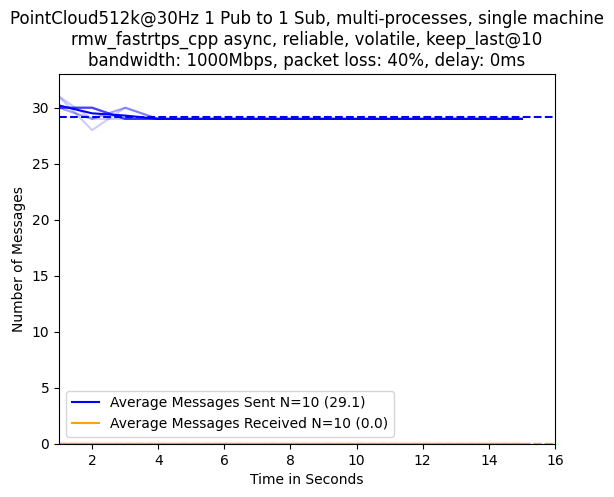 PointCloud512k@30Hz 1 Pub to 1 Sub, multi-processes, single machine
rmw_fastrtps_cpp async, reliable, volatile, keep_last@10
bandwidth: 1000Mbps, packet loss: 40%, delay: 0ms
30
25
20
15
10
5
0
Number of Messages
Average Messages Sent N=10 (29.1)
Average Messages Received N=10 (0.0)
2 4 6 8 10 12 14 16
Time in Seconds